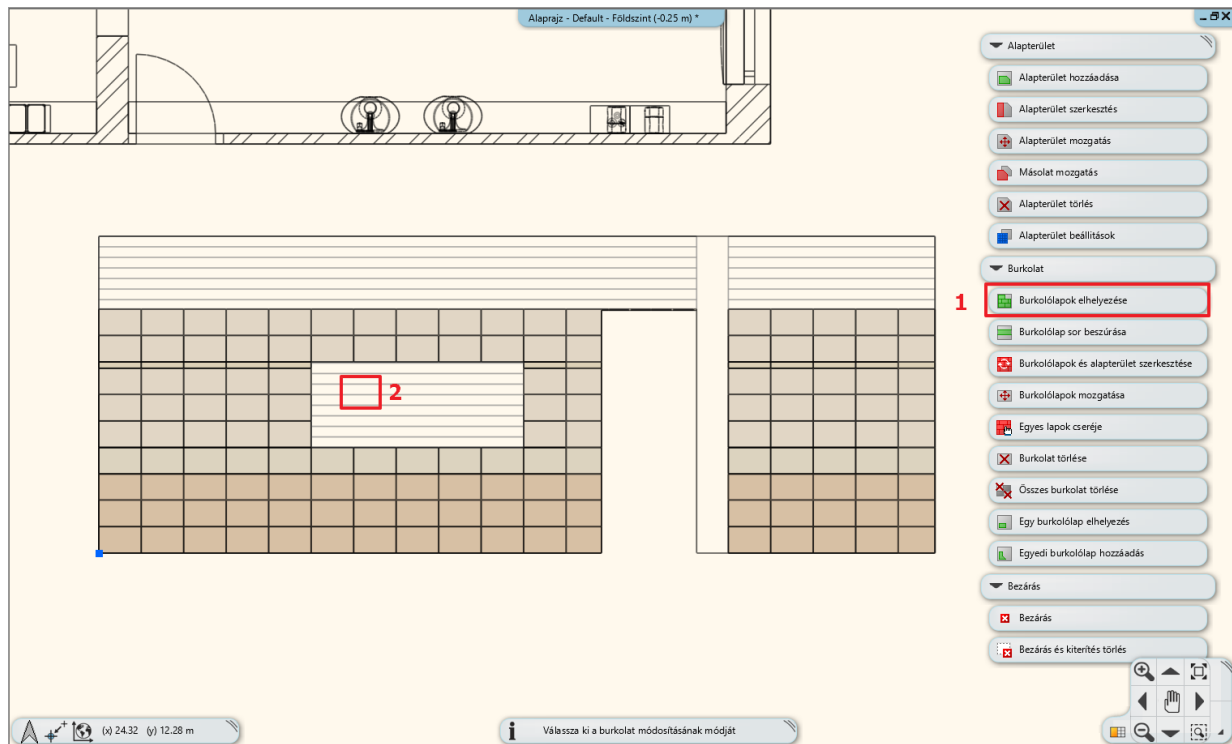 Alaprajz - Default - Földszint (-0.25 m) *
Alapterület
Alapterület hozzáadása
Alapterület szerkesztés
Alapterület mozgatás
Másolat mozgatás
Alapterület törlés
Alapterület beállítások
Burkolat
1
Burkolólapok elhelyezése
Burkolólap sor beszúrása
Burkolólapok és alapterület szerkesztése
2
Burkolólapok mozgatása
Egyes lapok cseréje
Burkolat törlése
Összes burkolat törlése
Egy burkolólap elhelyezés
Egyedi burkolólap hozzáadás
Bezárás
Bezárás
Bezárás és kiterítés törlés
(x) 24.32 (y) 12.28 m
Válassza ki a burkolat módosításának módját